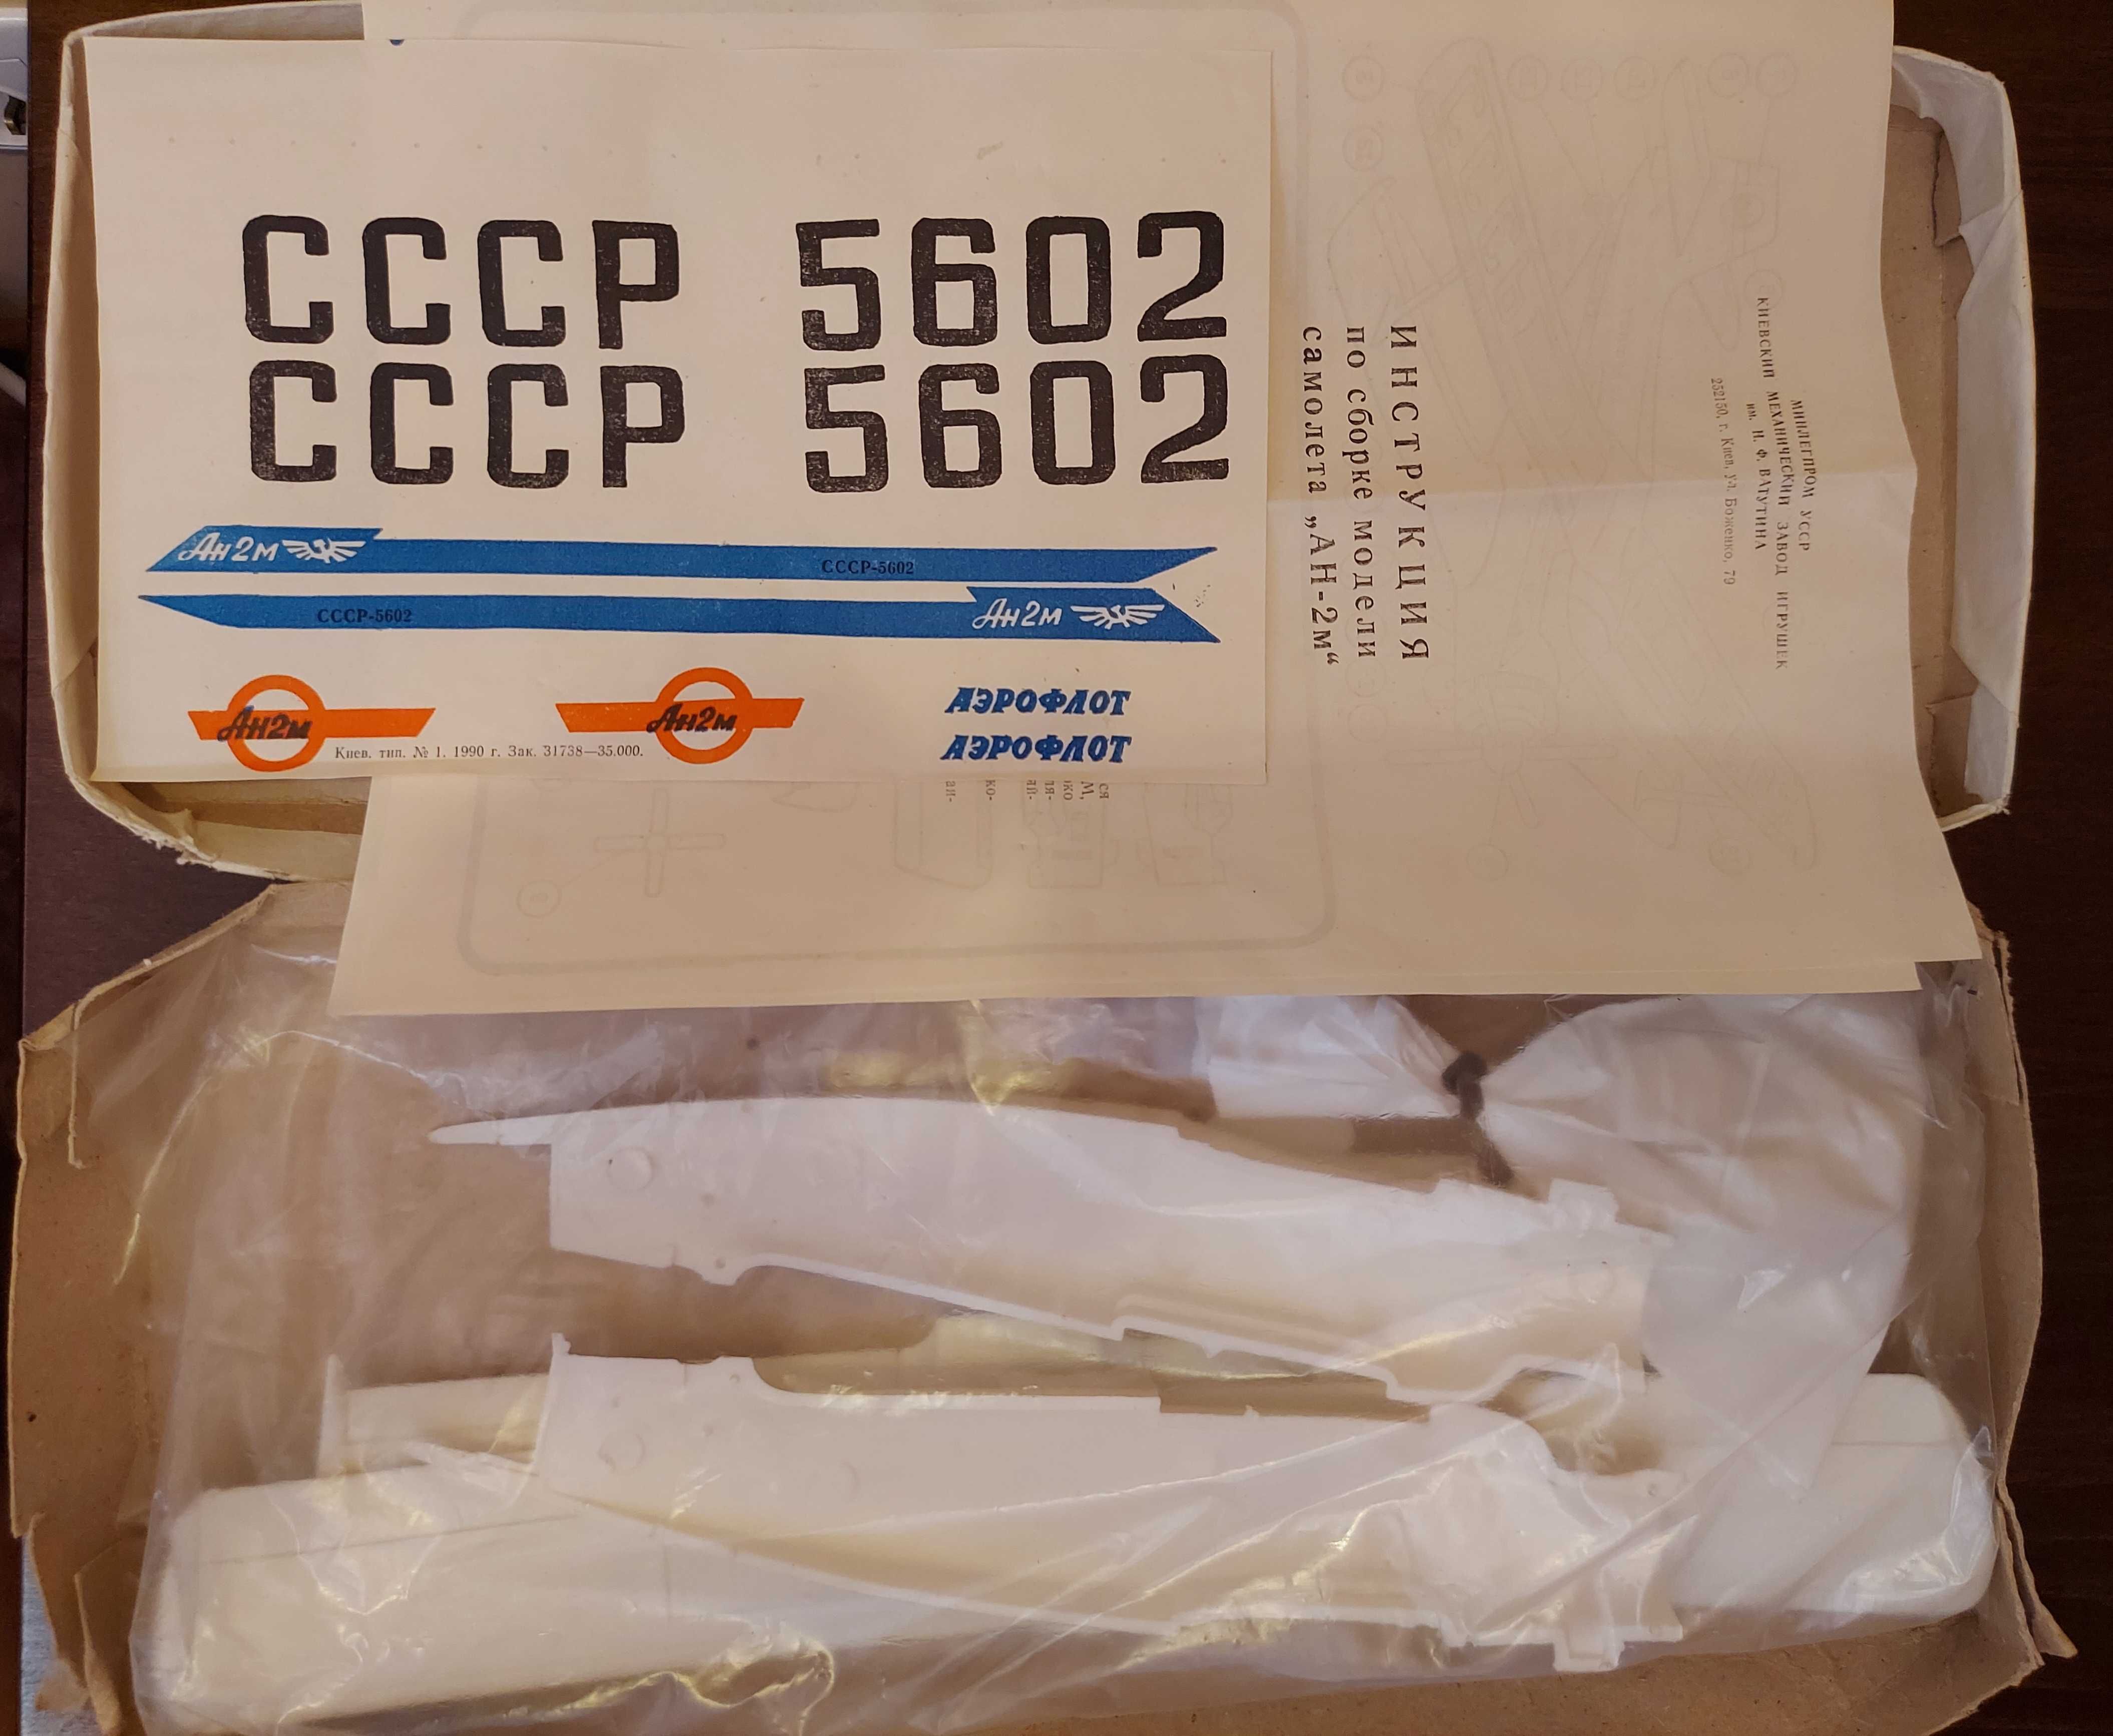 СССР 5602
СССР 5602
Ан2м
СССР-5602
СССР-5602
Ан2м
Ан2м
Ан2м
АЭРОФЛОТ
АЭРОФЛОТ
Киев. тип. № 1. 1990 г. Зак. 31738—35.000.
ИНСТРУКЦИЯ
по сборке модели
самолета „АН-2м“
МИНЛЕГПРОМ УССР
КИЕВСКИЙ МЕХАНИЧЕСКИЙ ЗАВОД ИГРУШЕК
им. Н. Ф. ВАТУТИНА
252150, г. Киев, ул. Боженко, 79
ся
М,
ко-